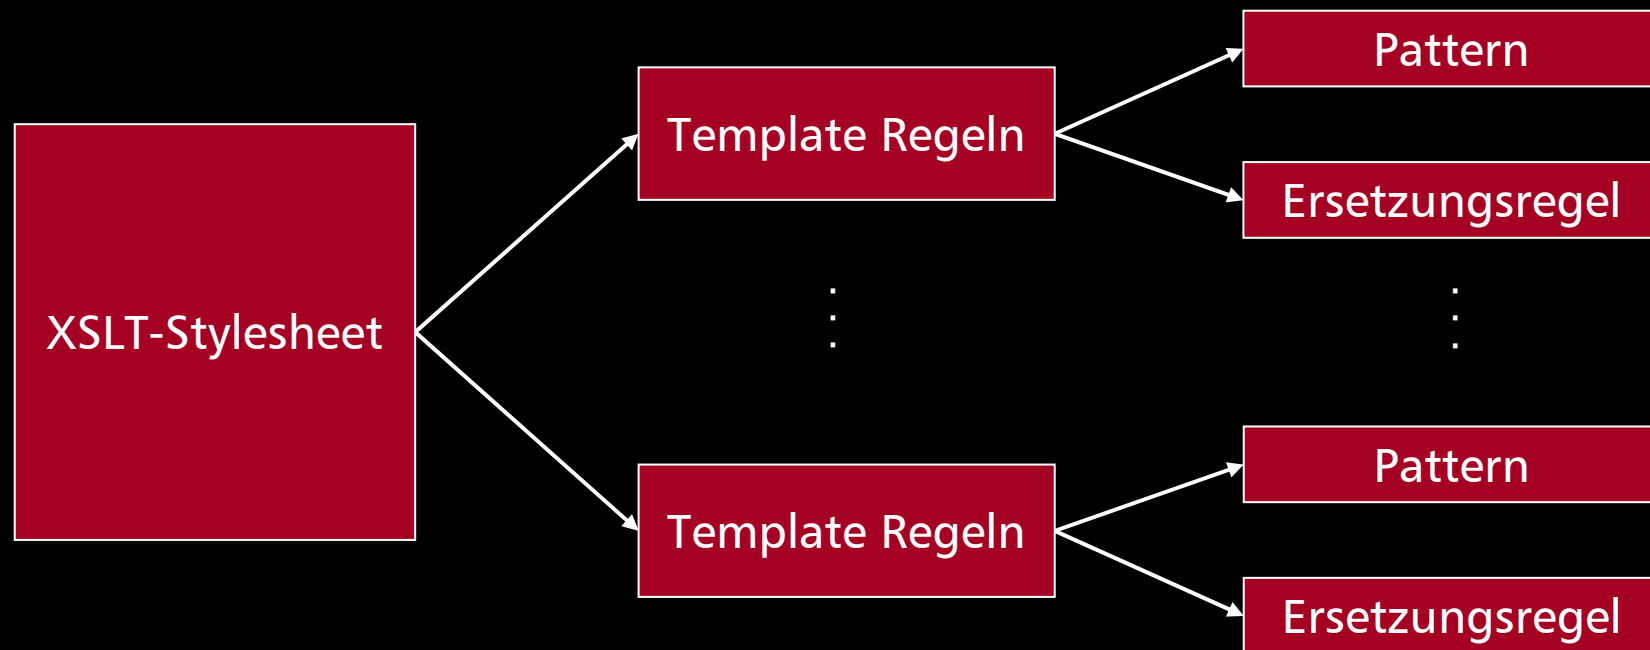 XSLT-Stylesheet
Template Regeln
Pattern
Ersetzungsregel
.
.
.
.
.
.
Template Regeln
Pattern
Ersetzungsregel